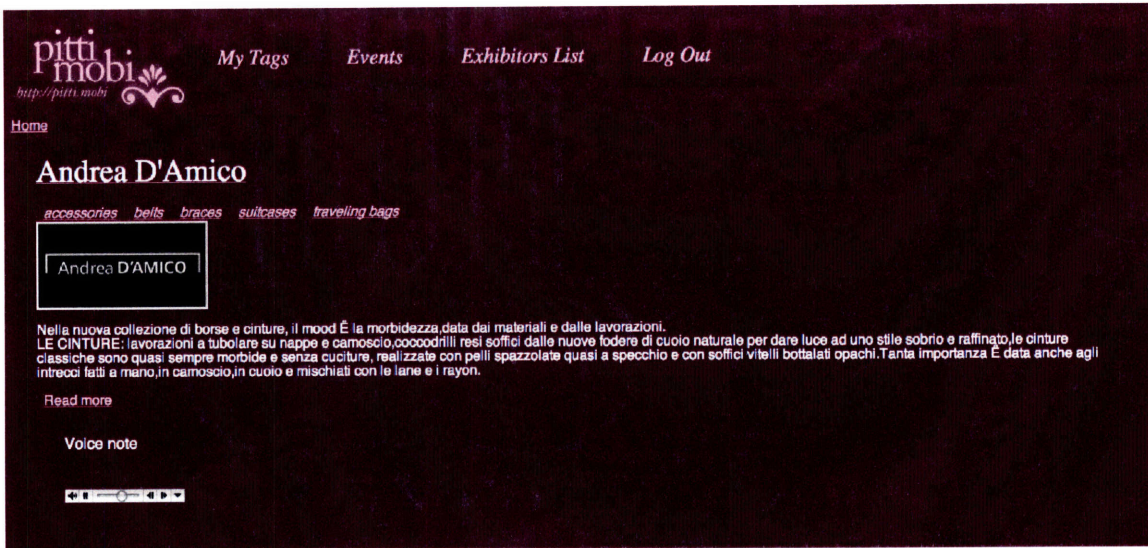 pitti
mobi
http://pitti.mobi
My Tags Events Exhibitors List Log Out
Home
Andrea D'Amico
accessories belts braces suitcases traveling bags
Andrea D'AMICO
Nella nuova collezione di borse e cinture, il mood È la morbidezza,data dai materiali e dalle lavorazioni.
LE CINTURE: lavorazioni a tubolare su nappe e camoscio,coccodrilli resi soffici dalle nuove fodere di cuoio naturale per dare luce ad uno stile sobrio e raffinato,le cinture
classiche sono quasi sempre morbide e senza cuciture, realizzate con pelli spazzolate quasi a specchio e con soffici vitelli bottalati opachi.Tanta importanza È data anche agli
intrecci fatti a mano,in camoscio,in cuoio e mischiati con le lane e i rayon.
Read more
Voice note